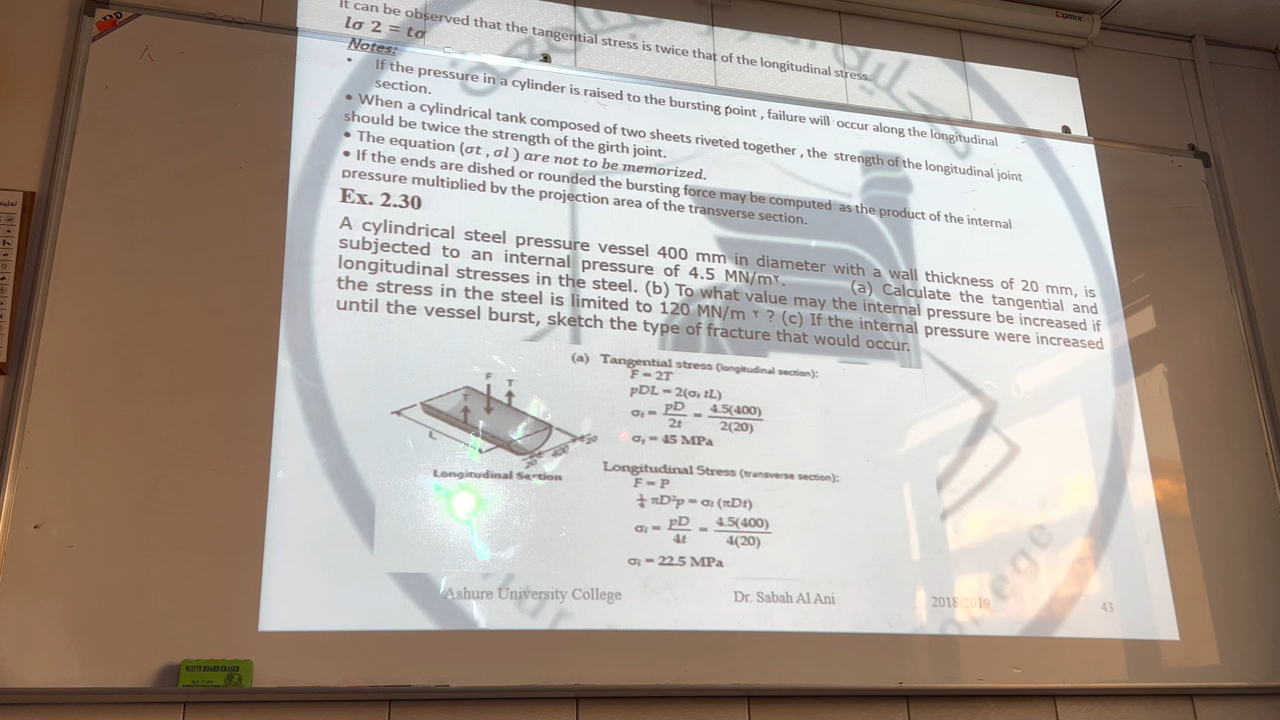 It can be observed that the tangential stress is twice that of the longitudinal stress.
lσ 2 = tσ
Notes:
• If the pressure in a cylinder is raised to the bursting point , failure will occur along the longitudinal
section.
• When a cylindrical tank composed of two sheets riveted together , the strength of the longitudinal joint
should be twice the strength of the girth joint.
• The equation (σt , σl ) are not to be memorized.
• If the ends are dished or rounded the bursting force may be computed as the product of the internal
pressure multiplied by the projection area of the transverse section.
Ex. 2.30
A cylindrical steel pressure vessel 400 mm in diameter with a wall thickness of 20 mm, is
subjected to an internal pressure of 4.5 MN/m٢. (a) Calculate the tangential and
longitudinal stresses in the steel. (b) To what value may the internal pressure be increased if
the stress in the steel is limited to 120 MN/m ٢ ? (c) If the internal pressure were increased
until the vessel burst, sketch the type of fracture that would occur.
(a) Tangential stress (longitudinal section):
F = 2T
pDL = 2(σt tL)
σt = pD/2t = 4.5(400)/2(20)
σt = 45 MPa
F
T
T
L
20
400
20
Longitudinal Section
Longitudinal Stress (transverse section):
F = P
¼ πD²p = σl (πDt)
σl = pD/4t = 4.5(400)/4(20)
σl = 22.5 MPa
Ashure University College Dr. Sabah Al Ani 2018/2019 43
WHITE BOARD ERASER
COMIX